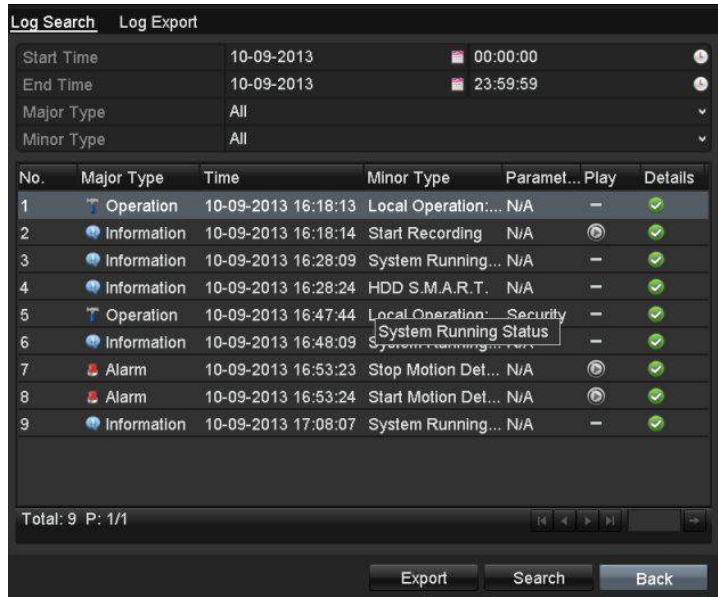 Log Search Log Export
Start Time 10-09-2013 00:00:00
End Time 10-09-2013 23:59:59
Major Type All
Minor Type All
No. Major Type Time Minor Type Paramet... Play Details
1 Operation 10-09-2013 16:18:13 Local Operation:... N/A –
2 Information 10-09-2013 16:18:14 Start Recording N/A
3 Information 10-09-2013 16:28:09 System Running... N/A –
4 Information 10-09-2013 16:28:24 HDD S.M.A.R.T. N/A –
5 Operation 10-09-2013 16:47:44 Local Operation: Security –
System Running Status
6 Information 10-09-2013 16:48:09 System Running... N/A –
7 Alarm 10-09-2013 16:53:23 Stop Motion Det... N/A
8 Alarm 10-09-2013 16:53:24 Start Motion Det... N/A
9 Information 10-09-2013 17:08:07 System Running... N/A –
Total: 9 P: 1/1
Export Search Back